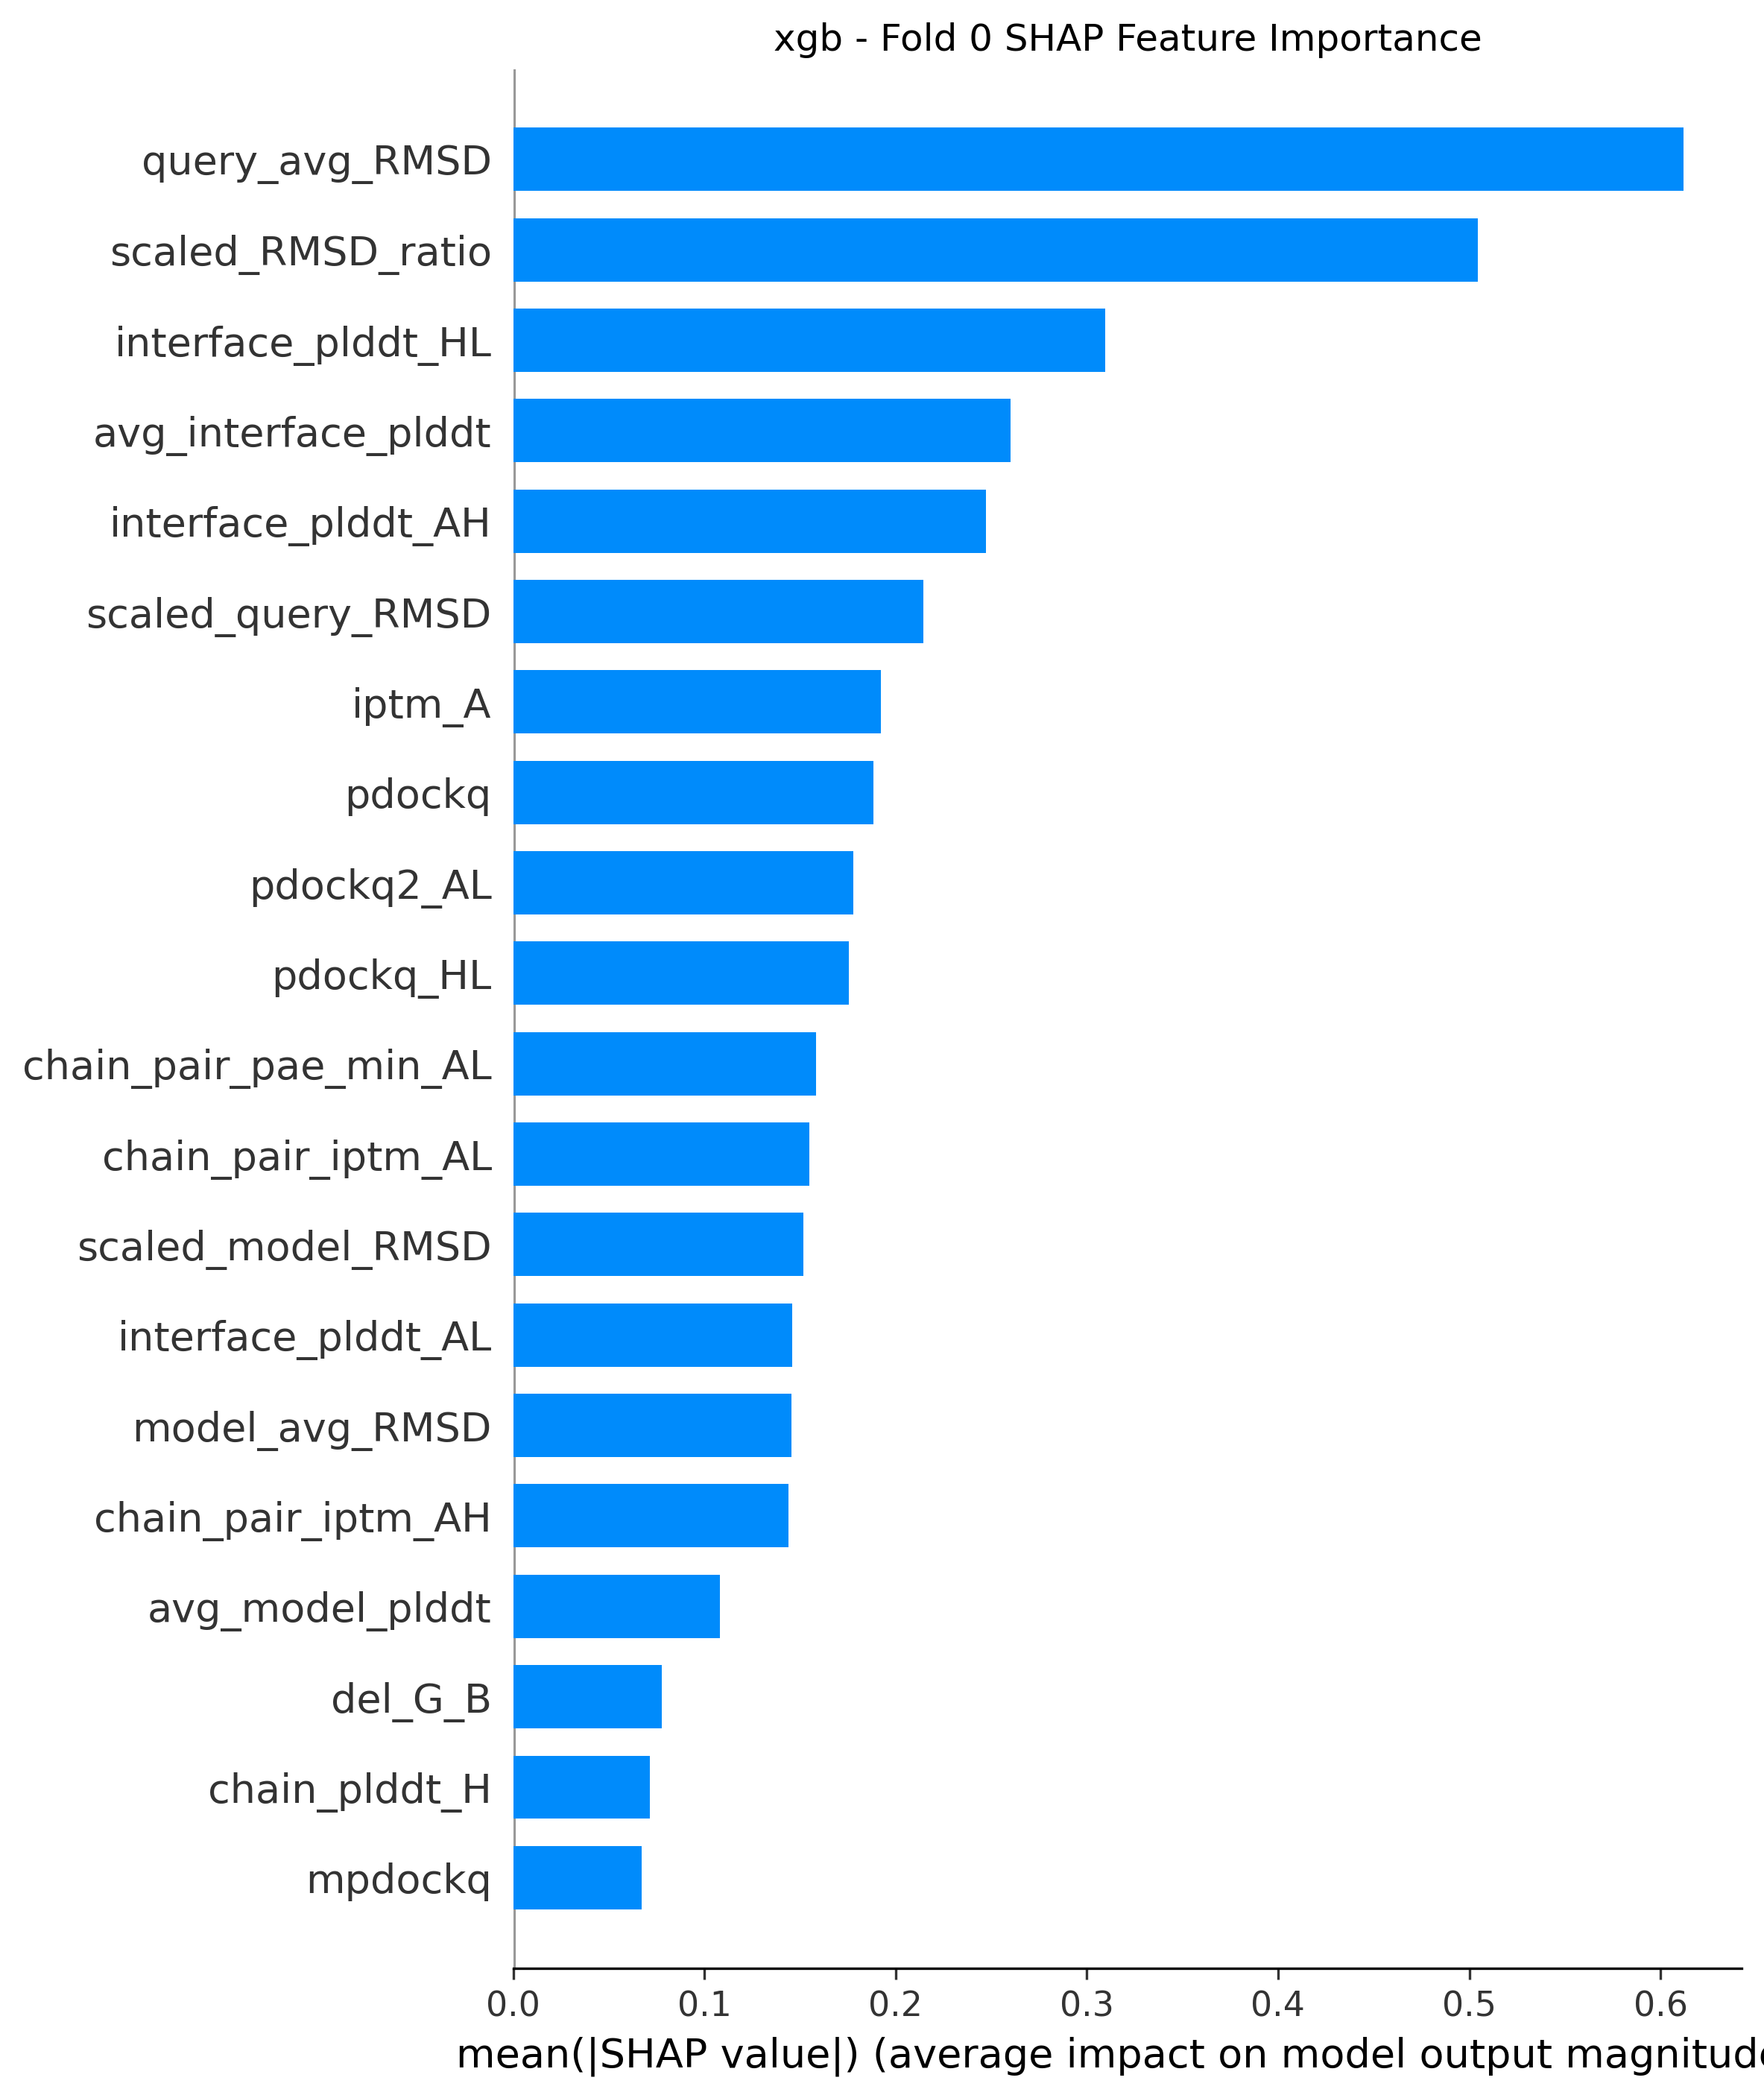 xgb - Fold 0 SHAP Feature Importance
query_avg_RMSD
scaled_RMSD_ratio
interface_plddt_HL
avg_interface_plddt
interface_plddt_AH
scaled_query_RMSD
iptm_A
pdockq
pdockq2_AL
pdockq_HL
chain_pair_pae_min_AL
chain_pair_iptm_AL
scaled_model_RMSD
interface_plddt_AL
model_avg_RMSD
chain_pair_iptm_AH
avg_model_plddt
del_G_B
chain_plddt_H
mpdockq
0.0 0.1 0.2 0.3 0.4 0.5 0.6
mean(|SHAP value|) (average impact on model output magnitude